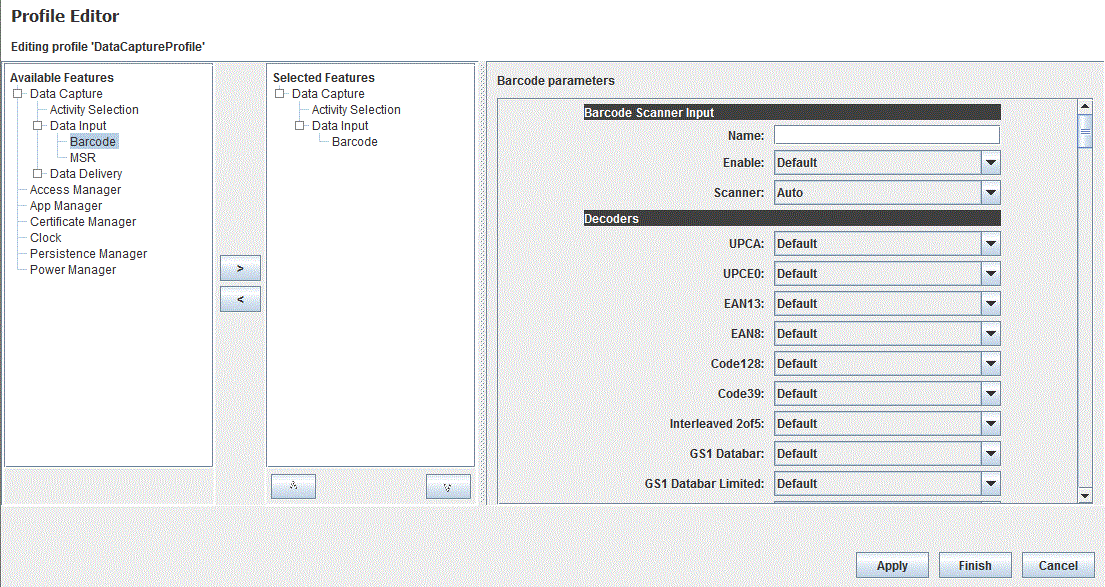 Profile Editor
Editing profile 'DataCaptureProfile'
Available Features
Data Capture
Activity Selection
Data Input
Barcode
MSR
Data Delivery
Access Manager
App Manager
Certificate Manager
Clock
Persistence Manager
Power Manager
>
<
Selected Features
Data Capture
Activity Selection
Data Input
Barcode
Barcode parameters
Barcode Scanner Input
Name:
Enable: Default
Scanner: Auto
Decoders
UPCA: Default
UPCE0: Default
EAN13: Default
EAN8: Default
Code128: Default
Code39: Default
Interleaved 2of5: Default
GS1 Databar: Default
GS1 Databar Limited: Default
Apply Finish Cancel